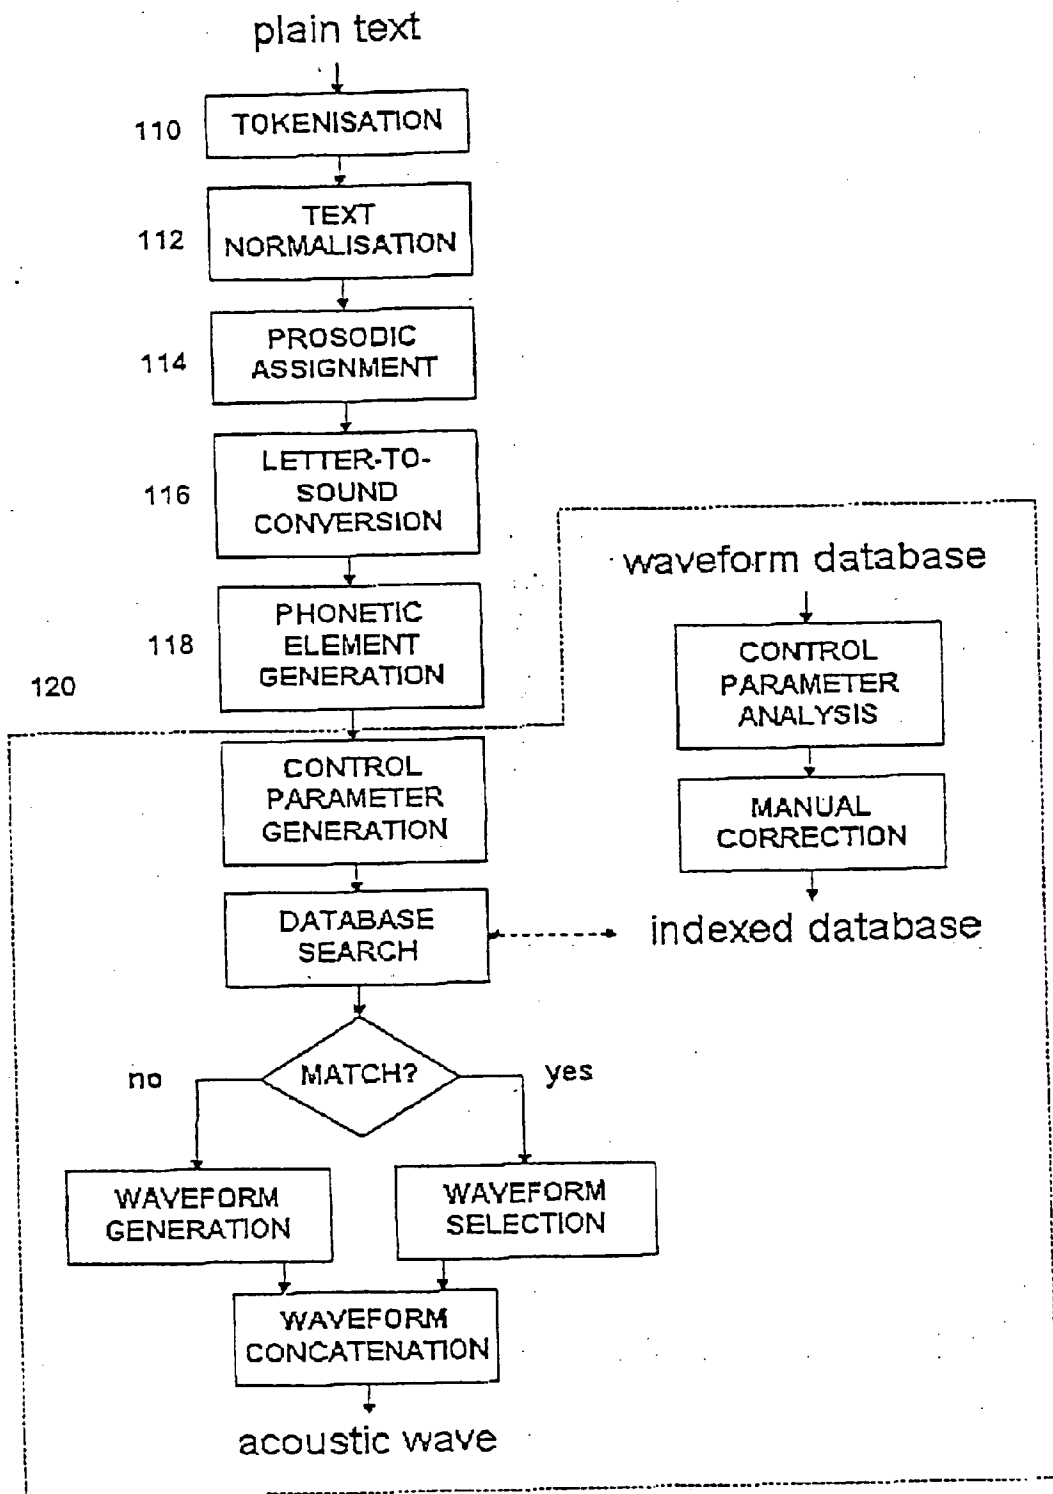 plain text
110
TOKENISATION
112
TEXT
NORMALISATION
114
PROSODIC
ASSIGNMENT
116
LETTER-TO-
SOUND
CONVERSION
118
PHONETIC
ELEMENT
GENERATION
120
CONTROL
PARAMETER
GENERATION
DATABASE
SEARCH
MATCH?
no
yes
WAVEFORM
GENERATION
WAVEFORM
SELECTION
WAVEFORM
CONCATENATION
acoustic wave
waveform database
CONTROL
PARAMETER
ANALYSIS
MANUAL
CORRECTION
indexed database